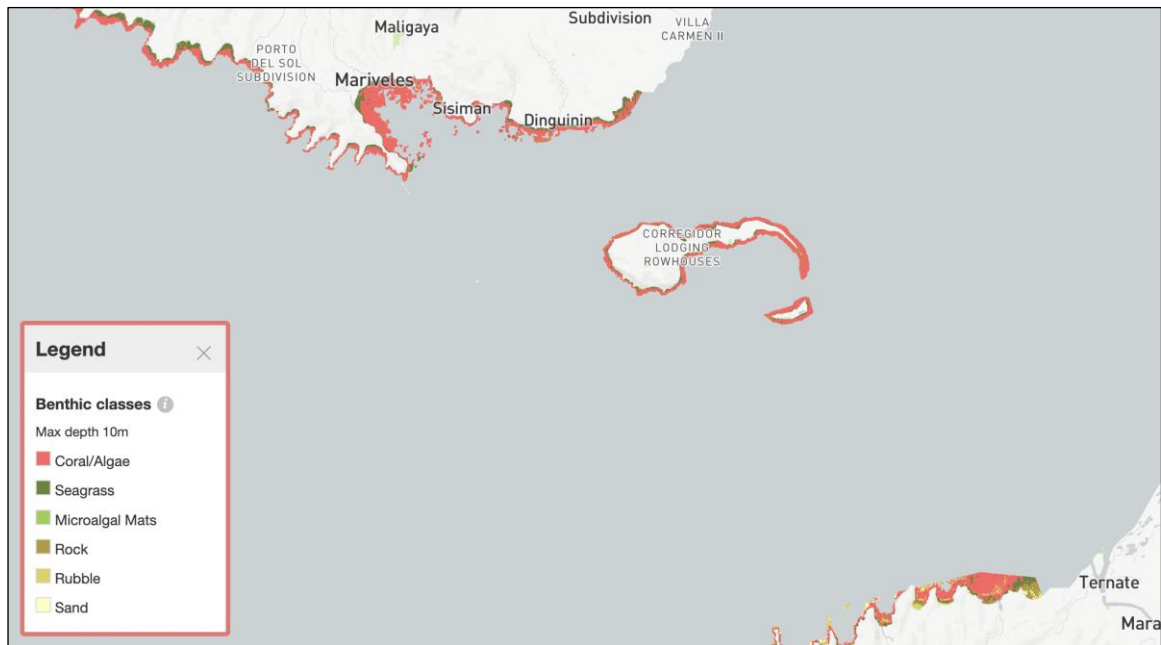 Subdivision
VILLA
CARMEN II
Maligaya
PORTO
DEL SOL
SUBDIVISION
Mariveles
Sisiman
Dinguinin
CORREGIDOR
LODGING
ROWHOUSES
Legend
Benthic classes
Max depth 10m
Coral/Algae
Seagrass
Microalgal Mats
Rock
Rubble
Sand
Ternate
Mara